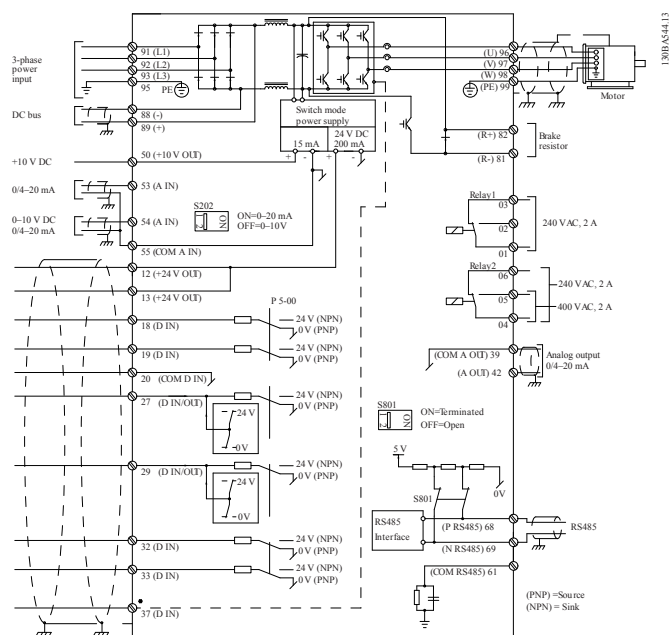 130BA544.13
3-phase
power
input
91 (L1)
92 (L2)
93 (L3)
95
PE
DC bus
88 (-)
89 (+)
Switch mode
power supply
24 V DC
15 mA
200 mA
+ - + -
+10 V DC
50 (+10 V OUT)
0/4–20 mA
53 (A IN)
S202
ON
1 2
ON=0–20 mA
OFF=0–10V
0–10 V DC
0/4–20 mA
54 (A IN)
55 (COM A IN)
12 (+24 V OUT)
13 (+24 V OUT)
P 5-00
18 (D IN)
24 V (NPN)
0 V (PNP)
19 (D IN)
24 V (NPN)
0 V (PNP)
20 (COM D IN)
27 (D IN/OUT)
24 V (NPN)
0 V (PNP)
24 V
0V
29 (D IN/OUT)
24 V (NPN)
0 V (PNP)
24 V
0V
32 (D IN)
24 V (NPN)
0 V (PNP)
33 (D IN)
24 V (NPN)
0 V (PNP)
37 (D IN)
(U) 96
(V) 97
(W) 98
(PE) 99
Motor
(R+) 82
Brake
resistor
(R-) 81
Relay1
03
02
01
240 VAC, 2 A
Relay2
06
05
04
240 VAC, 2 A
400 VAC, 2 A
(COM A OUT) 39
(A OUT) 42
Analog output
0/4–20 mA
S801
ON
1 2
ON=Terminated
OFF=Open
5 V
S801
0V
RS485
Interface
(P RS485) 68
RS485
(N RS485) 69
(COM RS485) 61
(PNP) =Source
(NPN) = Sink